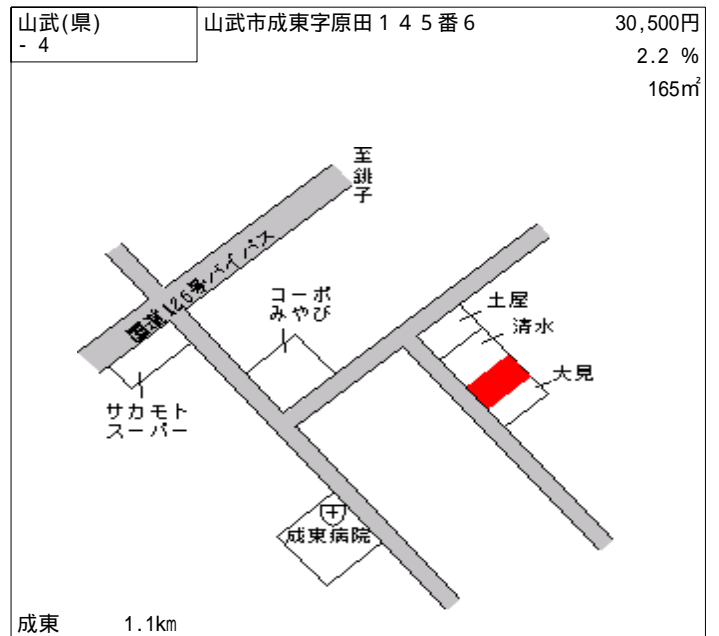 山武(県)
- 4
山武市成東字原田１４５番６
30,500円
2.2 %
165㎡
至銚子
国道126号バイパス
コーポ
みやび
土屋
清水
大見
サカモト
スーパー
成東病院
成東 1.1km